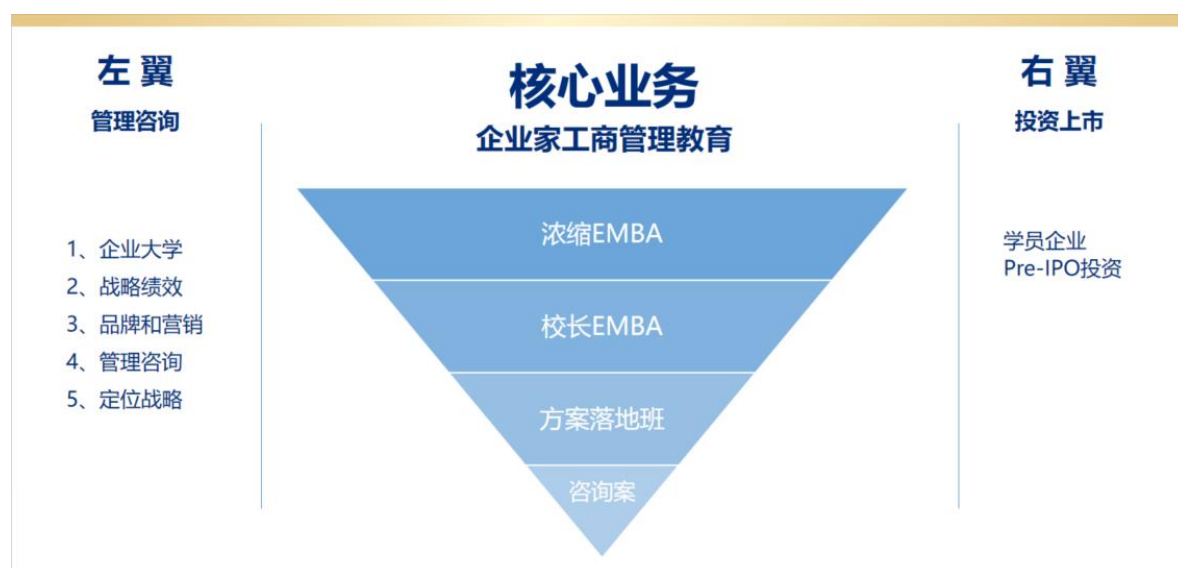 左翼
管理咨询
1、企业大学
2、战略绩效
3、品牌和营销
4、管理咨询
5、定位战略
核心业务
企业家工商管理教育
浓缩EMBA
校长EMBA
方案落地班
咨询案
右翼
投资上市
学员企业
Pre-IPO投资